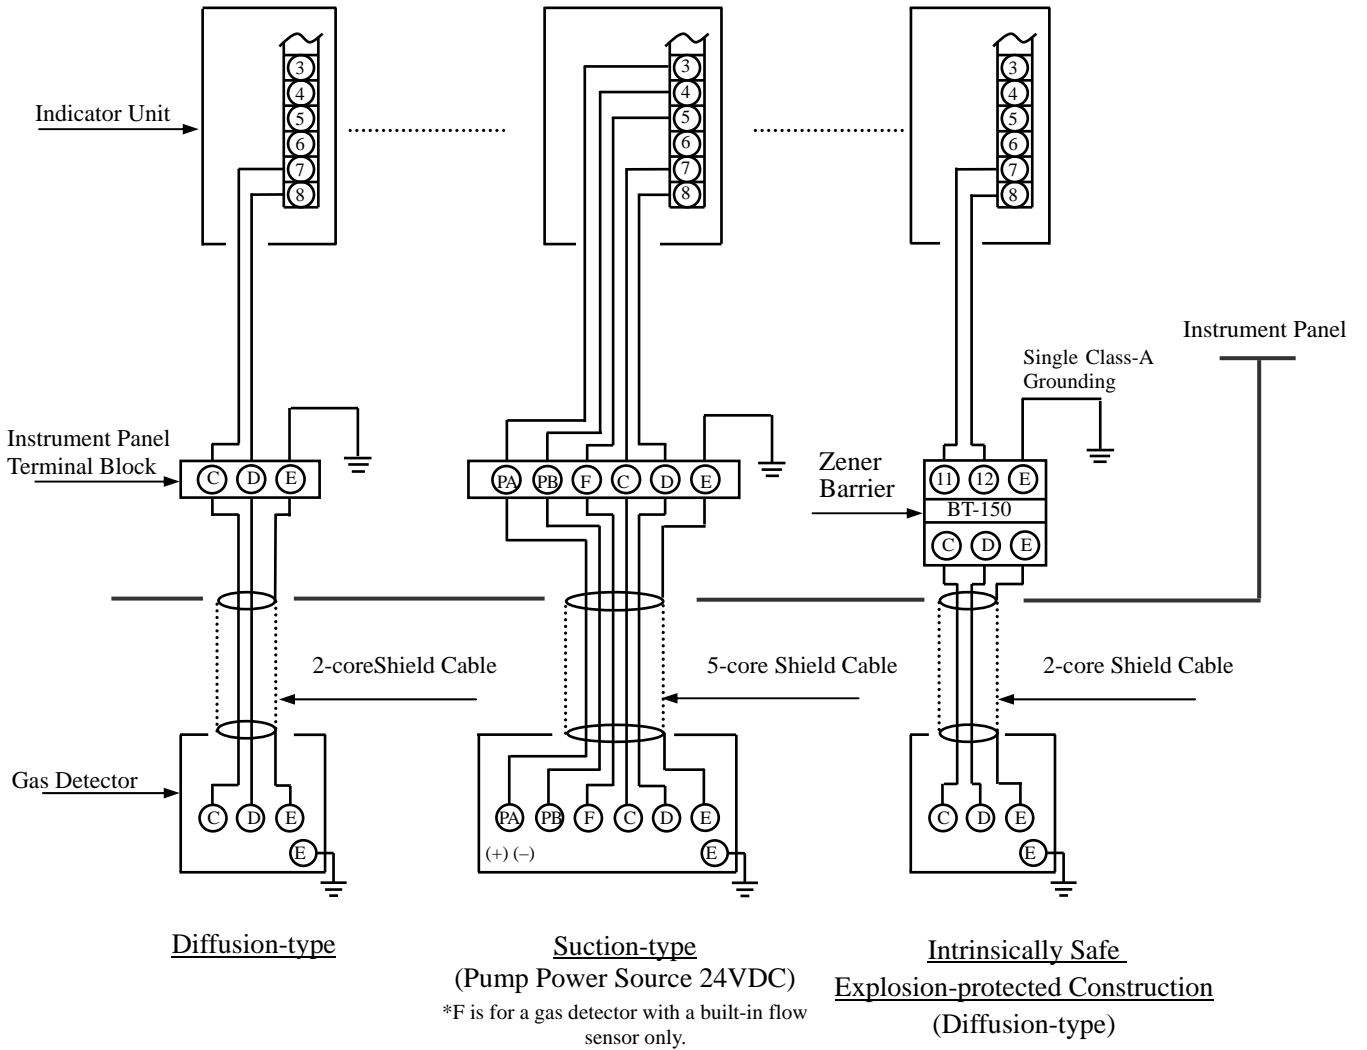 3
4
5
6
7
8
3
4
5
6
7
8
3
4
5
6
7
8
Indicator Unit
Instrument Panel
Single Class-A
Grounding
Instrument Panel
Terminal Block
C D E
PA PB F C D E
Zener
Barrier
11 12 E
BT-150
C D E
2-coreShield Cable
5-core Shield Cable
2-core Shield Cable
Gas Detector
C D E
E
PA PB F C D E
(+) (–)
E
C D E
E
Diffusion-type
Suction-type
(Pump Power Source 24VDC)
*F is for a gas detector with a built-in flow
sensor only.
Intrinsically Safe
Explosion-protected Construction
(Diffusion-type)